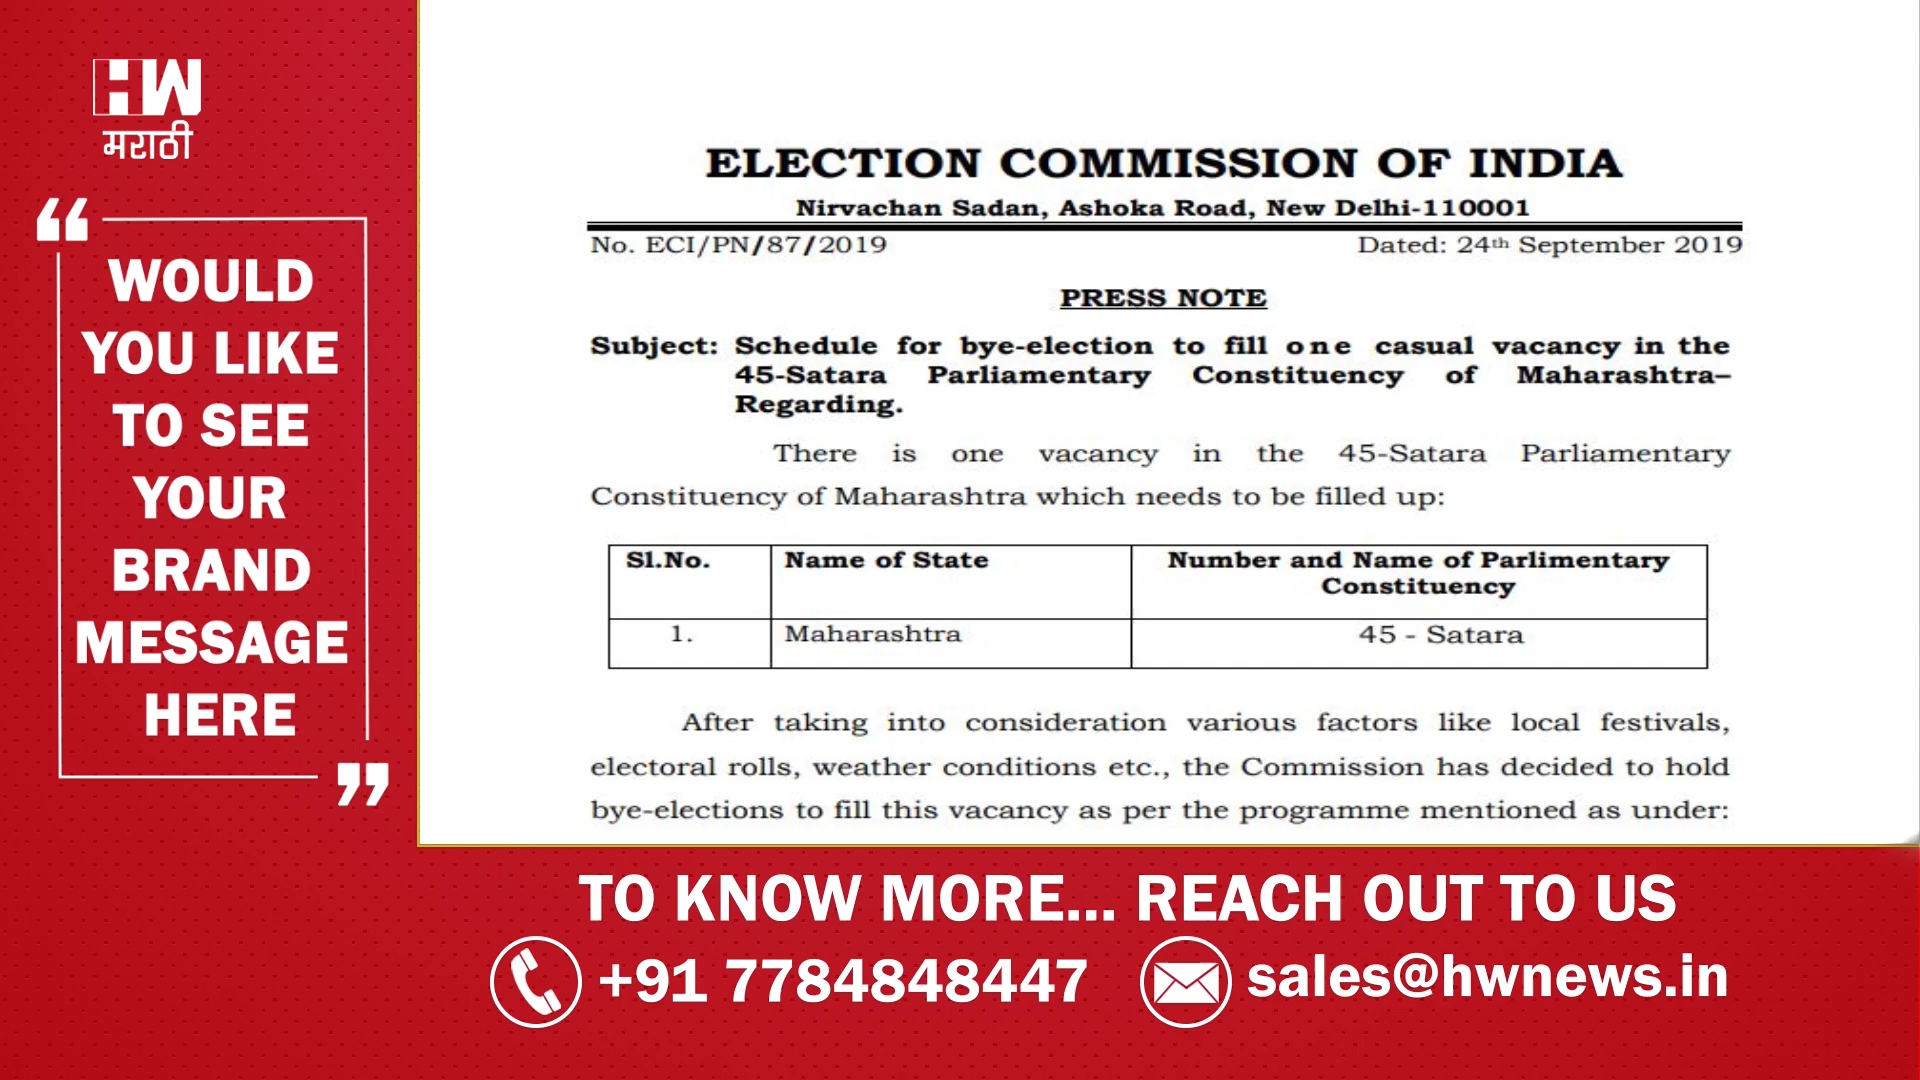 HW
मराठी
“
WOULD
YOU LIKE
TO SEE
YOUR
BRAND
MESSAGE
HERE
”
ELECTION COMMISSION OF INDIA
Nirvachan Sadan, Ashoka Road, New Delhi-110001
No. ECI/PN/87/2019 Dated: 24th September 2019
PRESS NOTE
Subject: Schedule for bye-election to fill one casual vacancy in the
45-Satara Parliamentary Constituency of Maharashtra–
Regarding.
There is one vacancy in the 45-Satara Parliamentary
Constituency of Maharashtra which needs to be filled up:
Sl.No. Name of State Number and Name of Parlimentary
Constituency
1. Maharashtra 45 - Satara
After taking into consideration various factors like local festivals,
electoral rolls, weather conditions etc., the Commission has decided to hold
bye-elections to fill this vacancy as per the programme mentioned as under:
TO KNOW MORE... REACH OUT TO US
+91 7784848447 sales@hwnews.in